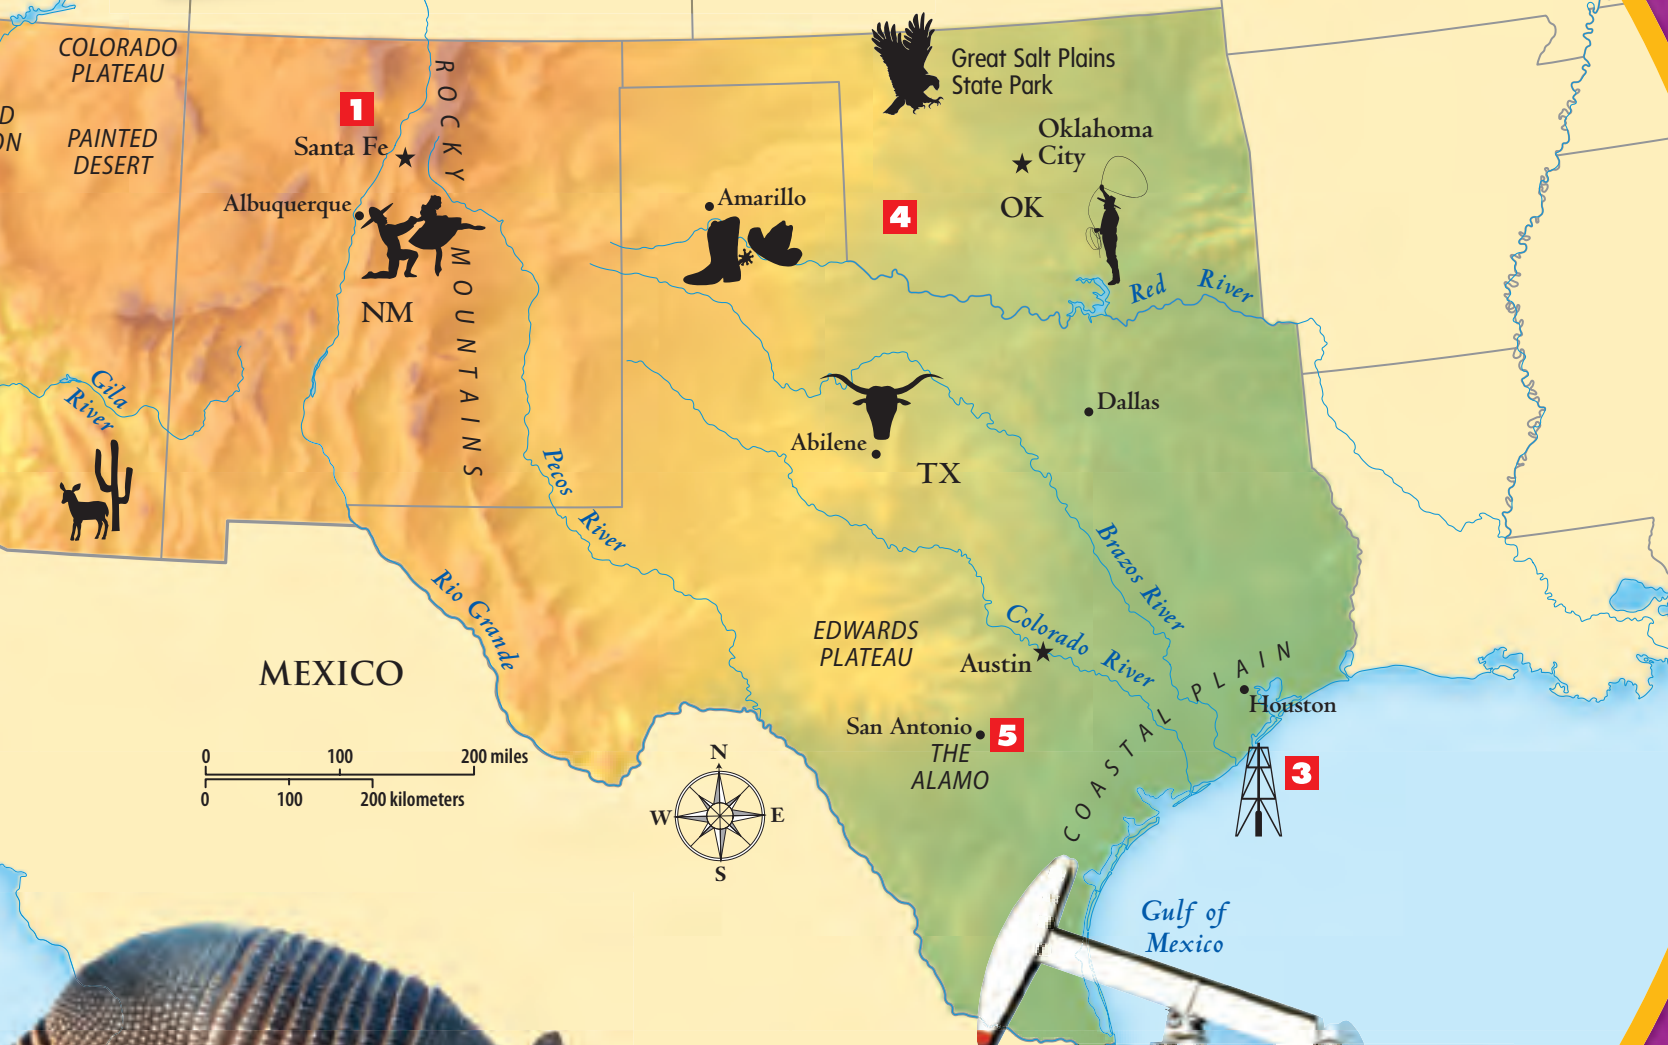 COLORADO
PLATEAU
D
ON
PAINTED
DESERT
1
Santa Fe
Albuquerque
ROCKY MOUNTAINS
NM
Gila
River
Great Salt Plains
State Park
Oklahoma
City
OK
4
Amarillo
Red River
Dallas
Abilene
TX
Pecos
River
Brazos River
Rio Grande
MEXICO
EDWARDS
PLATEAU
Colorado River
Austin
San Antonio
5
THE
ALAMO
COASTAL PLAIN
Houston
3
Gulf of
Mexico
0 100 200 miles
0 100 200 kilometers
N
W
E
S